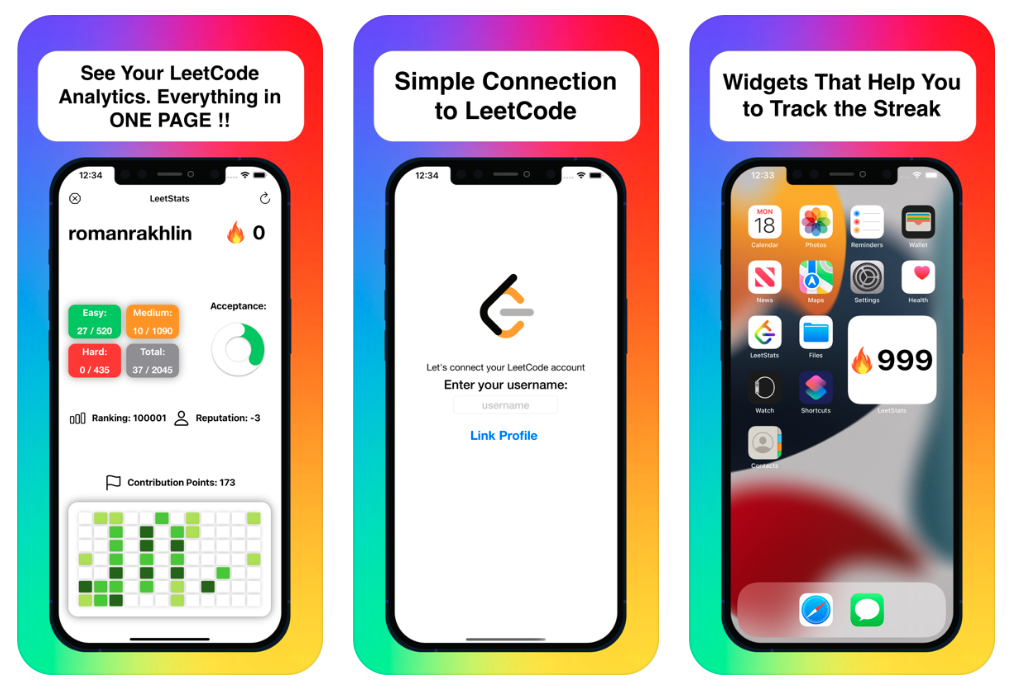 See Your LeetCode
Analytics. Everything in
ONE PAGE !!
12:34
LeetStats
romanrakhlin
0
Easy:
27 / 520
Medium:
10 / 1090
Hard:
0 / 435
Total:
37 / 2045
Acceptance:
Ranking: 100001
Reputation: -3
Contribution Points: 173
Simple Connection
to LeetCode
12:34
Let's connect your LeetCode account
Enter your username:
username
Link Profile
Widgets That Help You
to Track the Streak
12:33
MON
18
Calendar
Photos
Reminders
Wallet
News
Maps
Settings
Health
LeetStats
Files
999
Watch
Shortcuts
LeetStats
Contacts